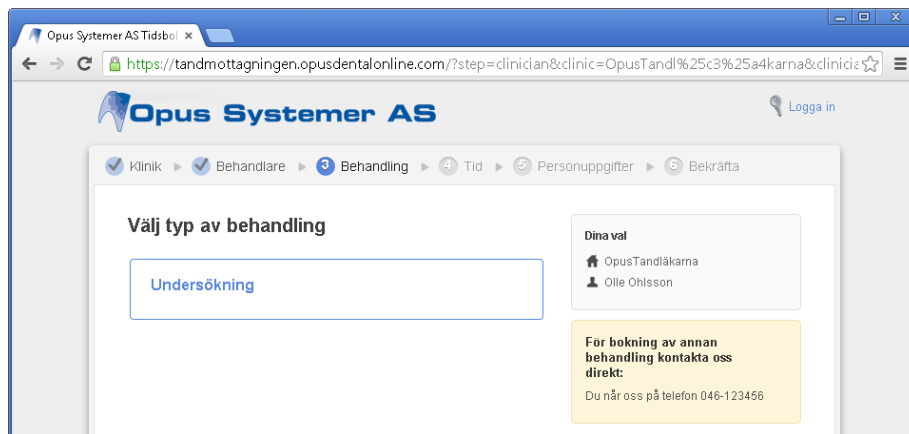 Opus Systemer AS Tidsbol
https://tandmottagningen.opusdentalonline.com/?step=clinician&clinic=OpusTandl%25c3%25a4karna&clinicia
Opus Systemer AS
Logga in
Klinik Behandlare 3 Behandling 4 Tid 5 Personuppgifter 6 Bekräfta
Välj typ av behandling
Undersökning
Dina val
OpusTandläkarna
Olle Ohlsson
För bokning av annan
behandling kontakta oss
direkt:
Du når oss på telefon 046-123456